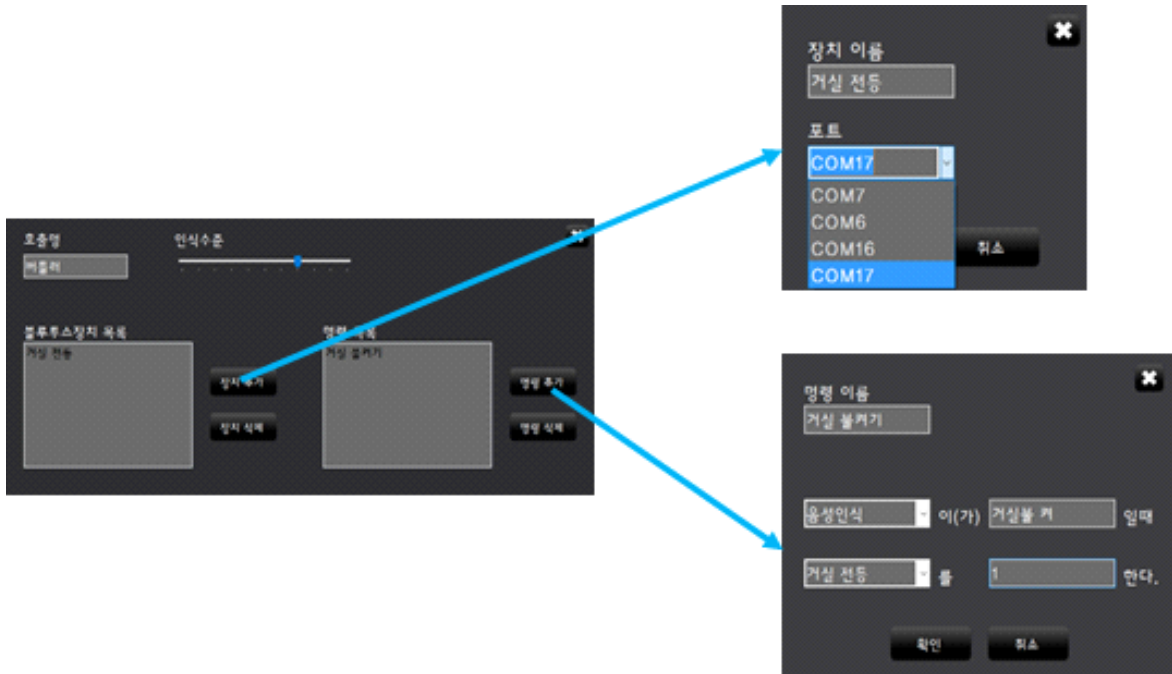 호출명
인식수준
버틀러
블루투스장치 목록
명령 목록
거실 전등
거실 불켜기
장치 추가
명령 추가
장치 삭제
명령 삭제
장치 이름
거실 전등
포트
COM17
COM7
COM6
COM16
COM17
취소
명령 이름
거실 불켜기
음성인식 이(가) 거실불 켜 일때
거실 전등 를 1 한다.
확인 취소